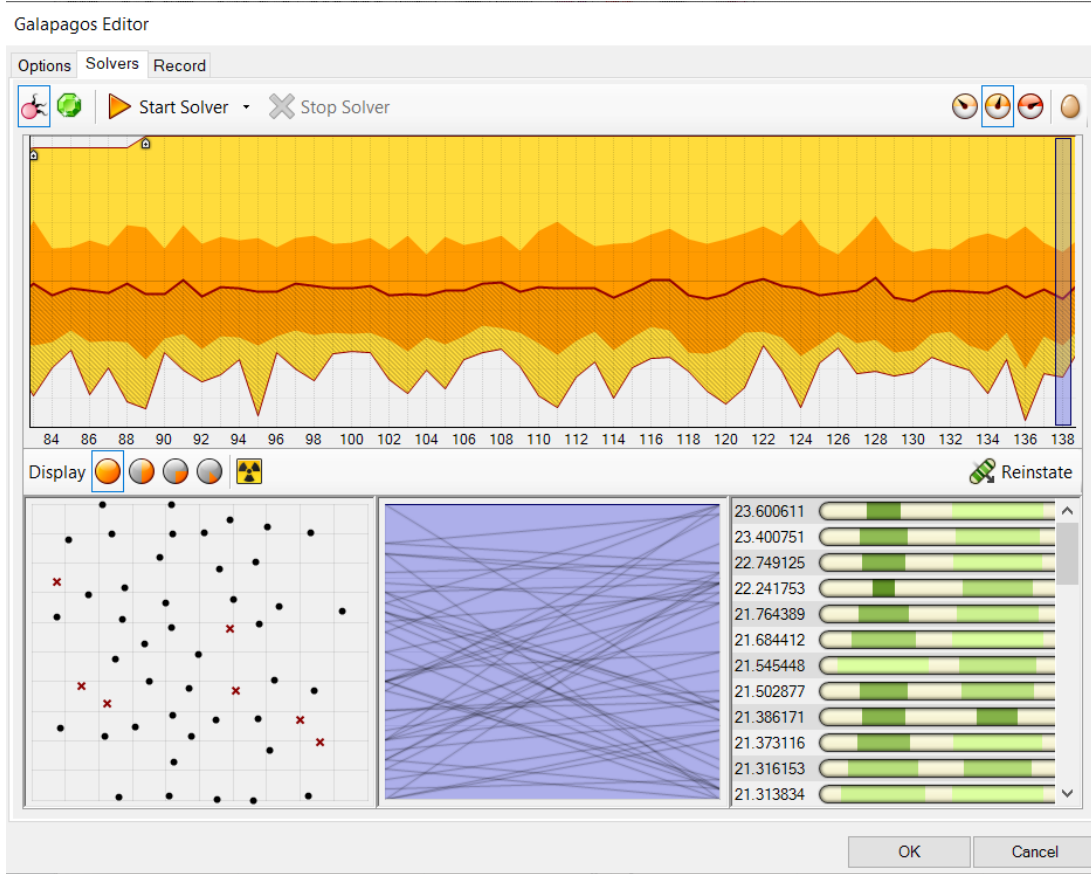 Galapagos Editor
Options Solvers Record
Start Solver Stop Solver
84 86 88 90 92 94 96 98 100 102 104 106 108 110 112 114 116 118 120 122 124 126 128 130 132 134 136 138
Display Reinstate
23.600611
23.400751
22.749125
22.241753
21.764389
21.684412
21.545448
21.502877
21.386171
21.373116
21.316153
21.313834
OK Cancel